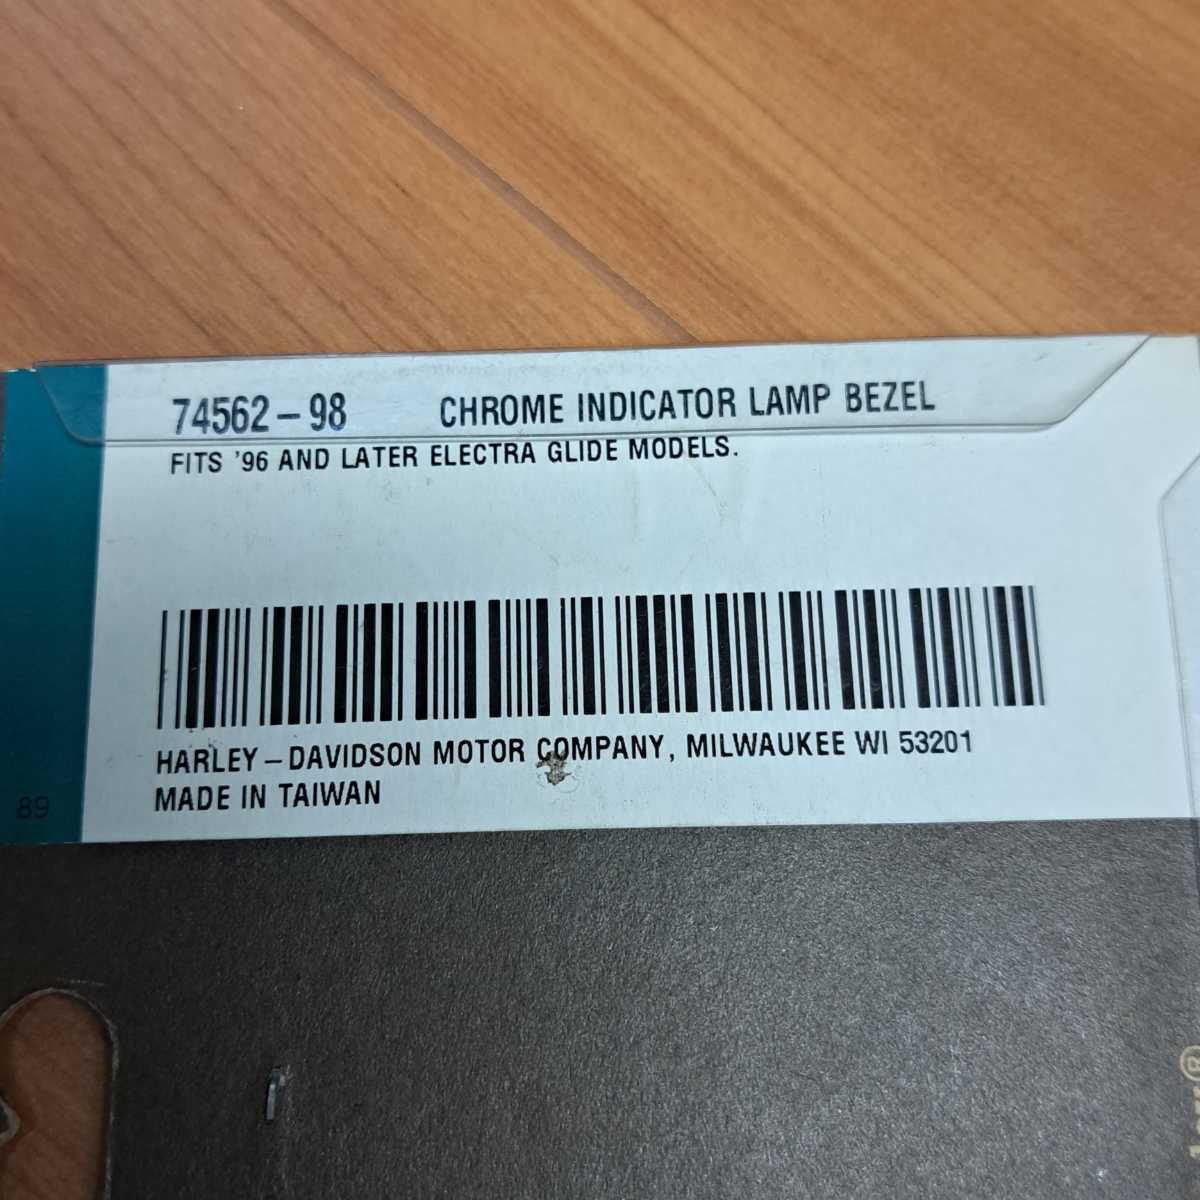 74562-98 CHROME INDICATOR LAMP BEZEL
FITS '96 AND LATER ELECTRA GLIDE MODELS.
HARLEY-DAVIDSON MOTOR COMPANY, MILWAUKEE WI 53201
MADE IN TAIWAN
89